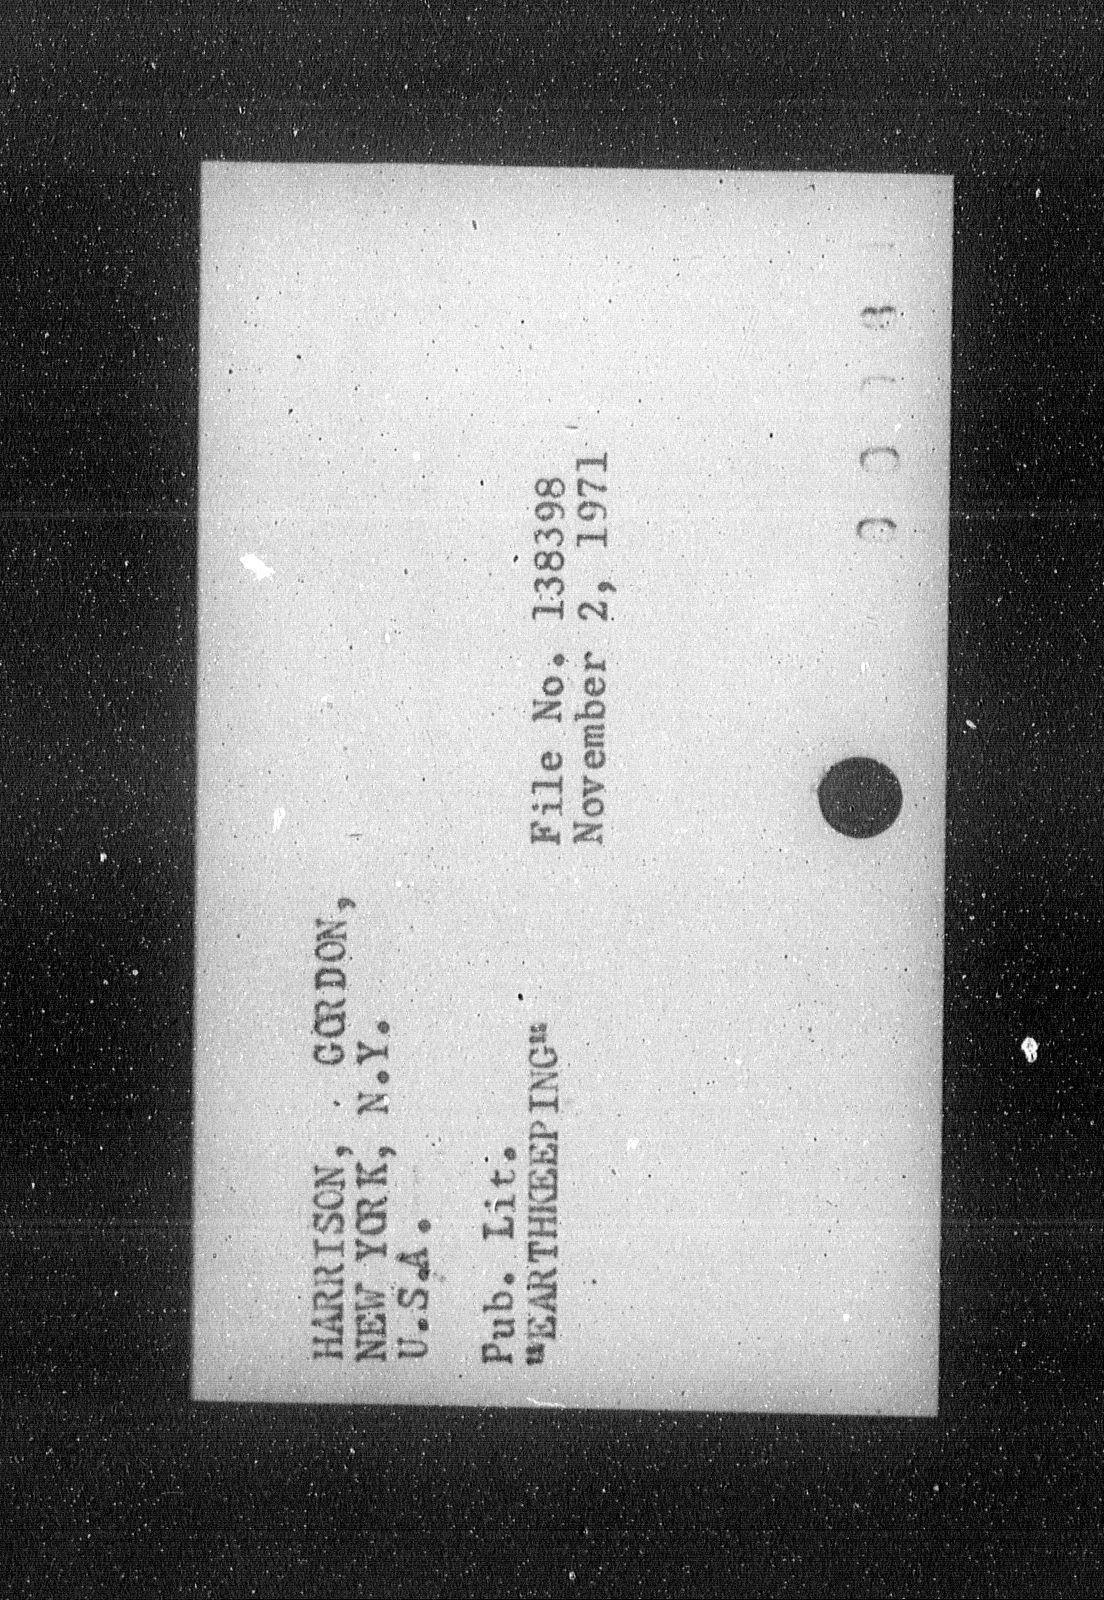 HARRISON, GORDON,
NEW YORK, N.Y.
U.S.A.
Pub. Lit.
"EARTHKEEPING"
File No. 138398
November 2, 1971